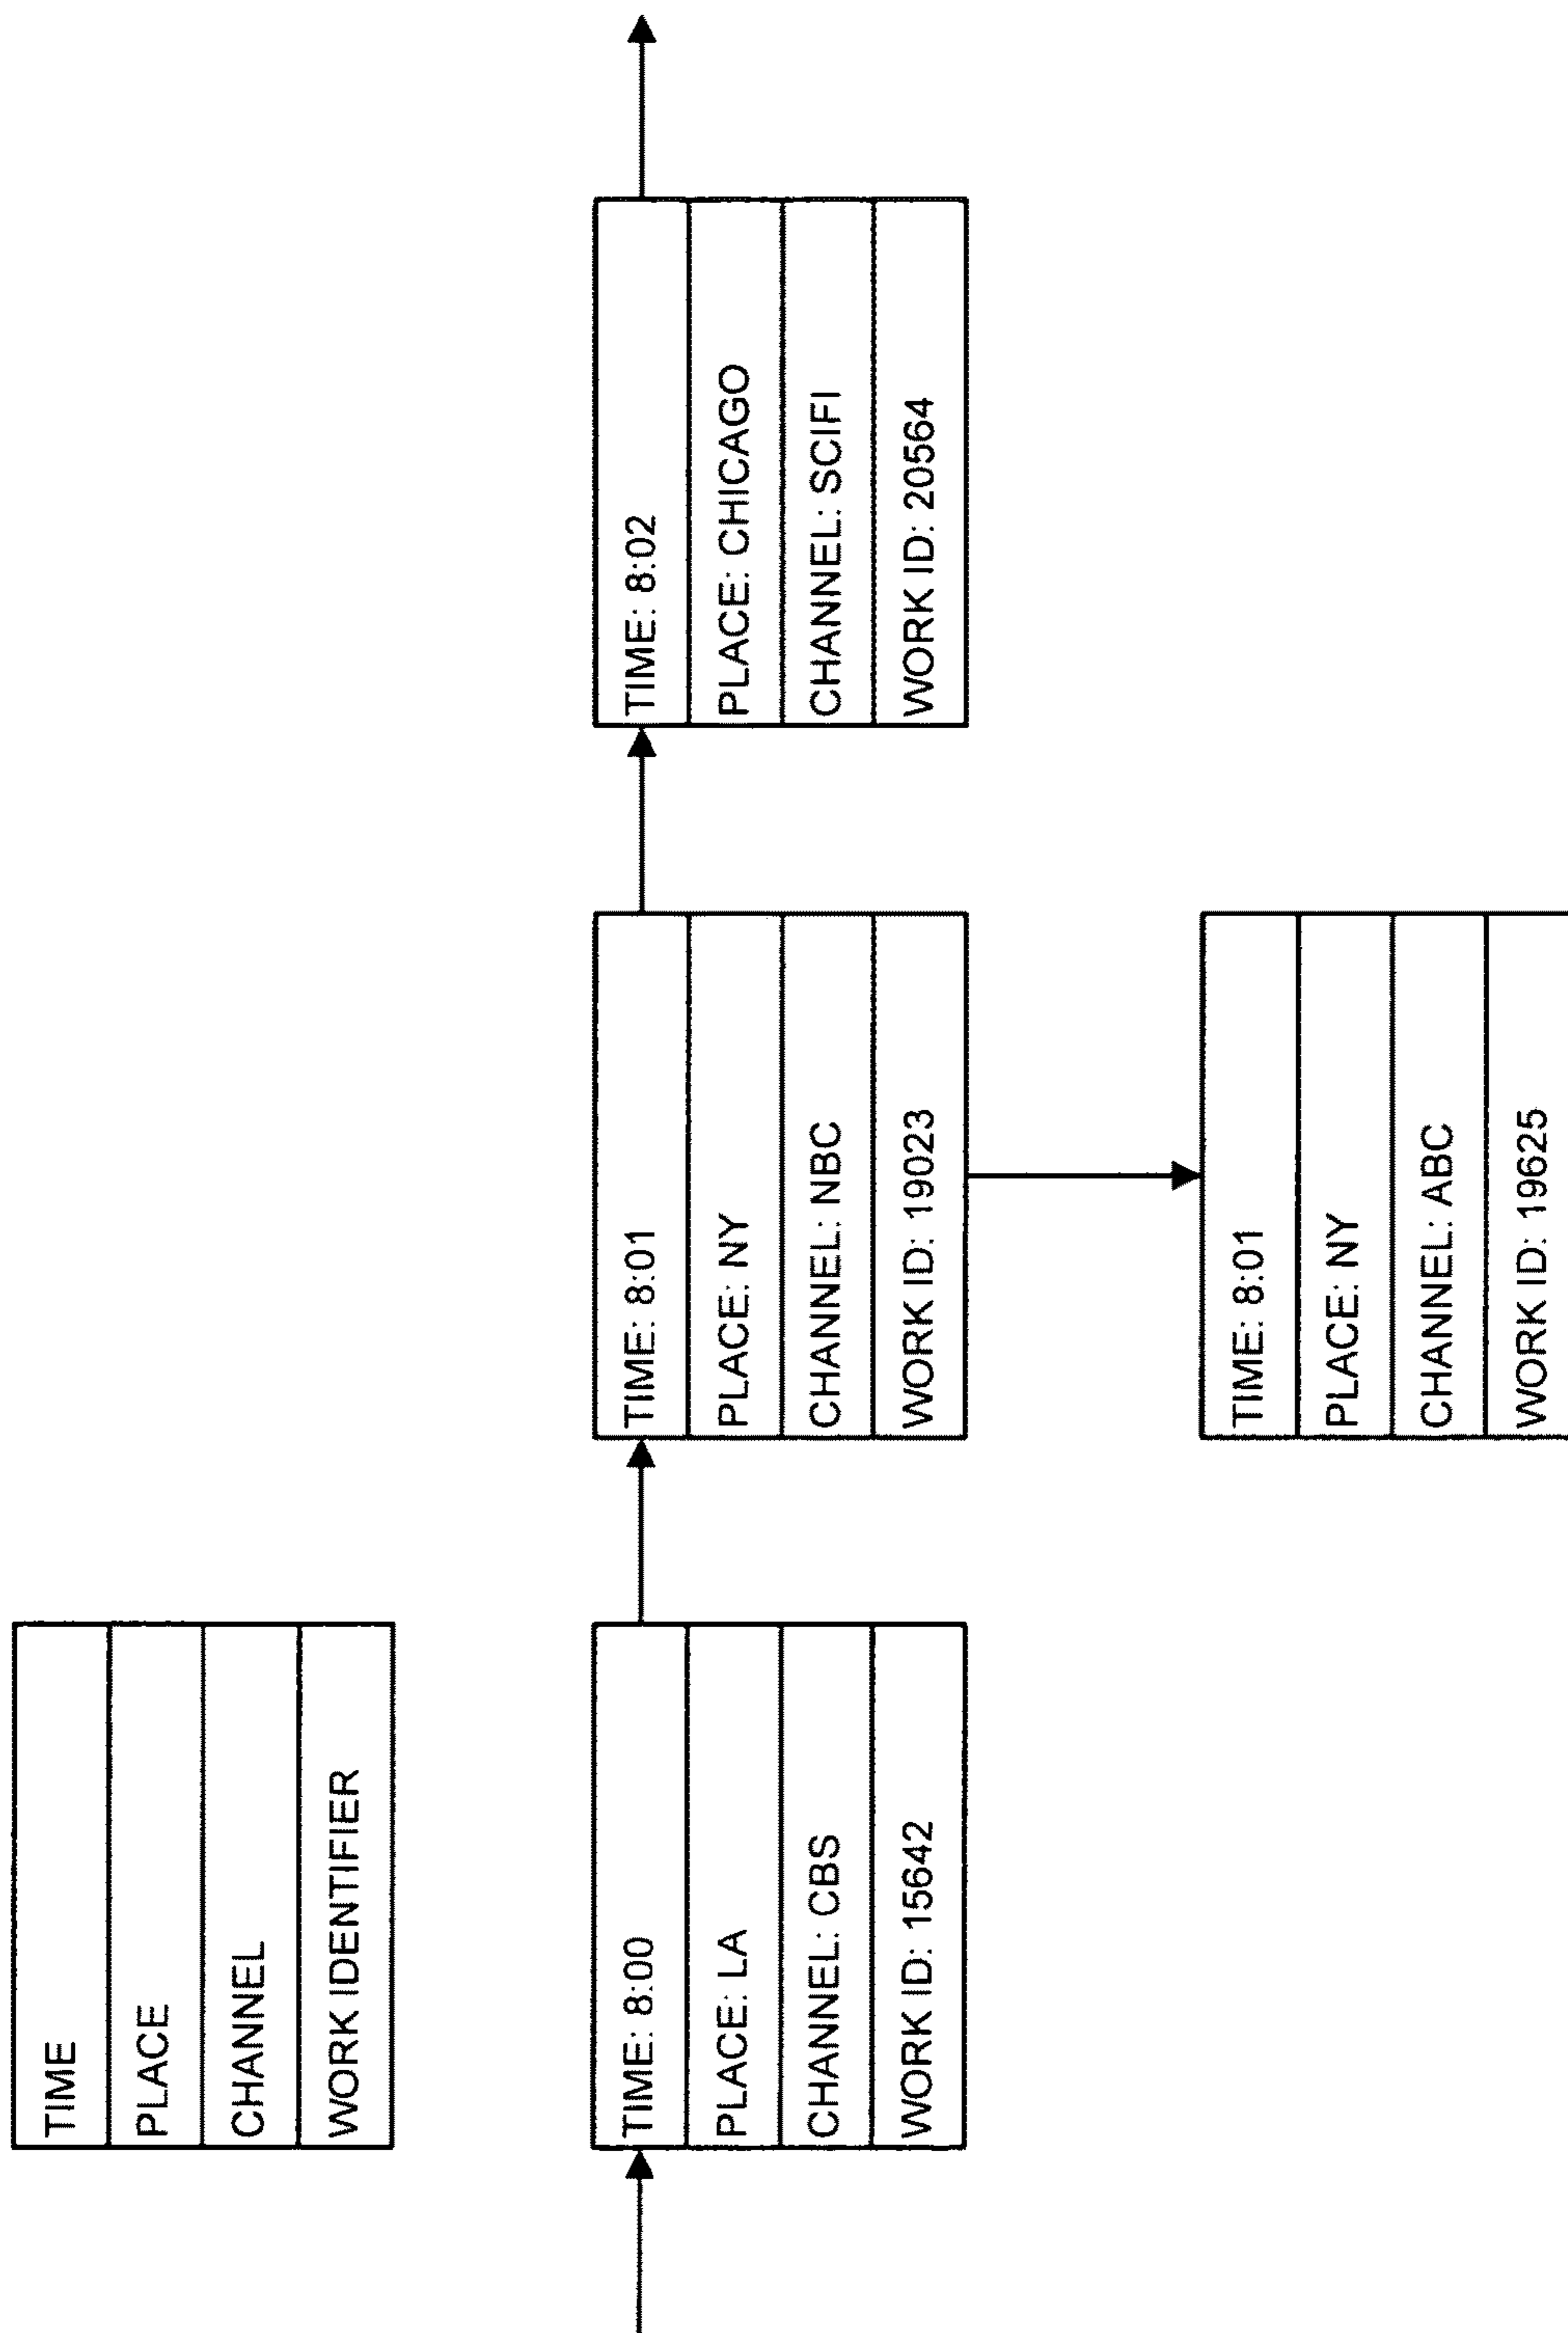 TIME
PLACE
CHANNEL
WORK IDENTIFIER
TIME: 8:00
PLACE: LA
CHANNEL: CBS
WORK ID: 15642
TIME: 8:01
PLACE: NY
CHANNEL: NBC
WORK ID: 19023
TIME: 8:02
PLACE: CHICAGO
CHANNEL: SCIFI
WORK ID: 20564
TIME: 8:01
PLACE: NY
CHANNEL: ABC
WORK ID: 19625